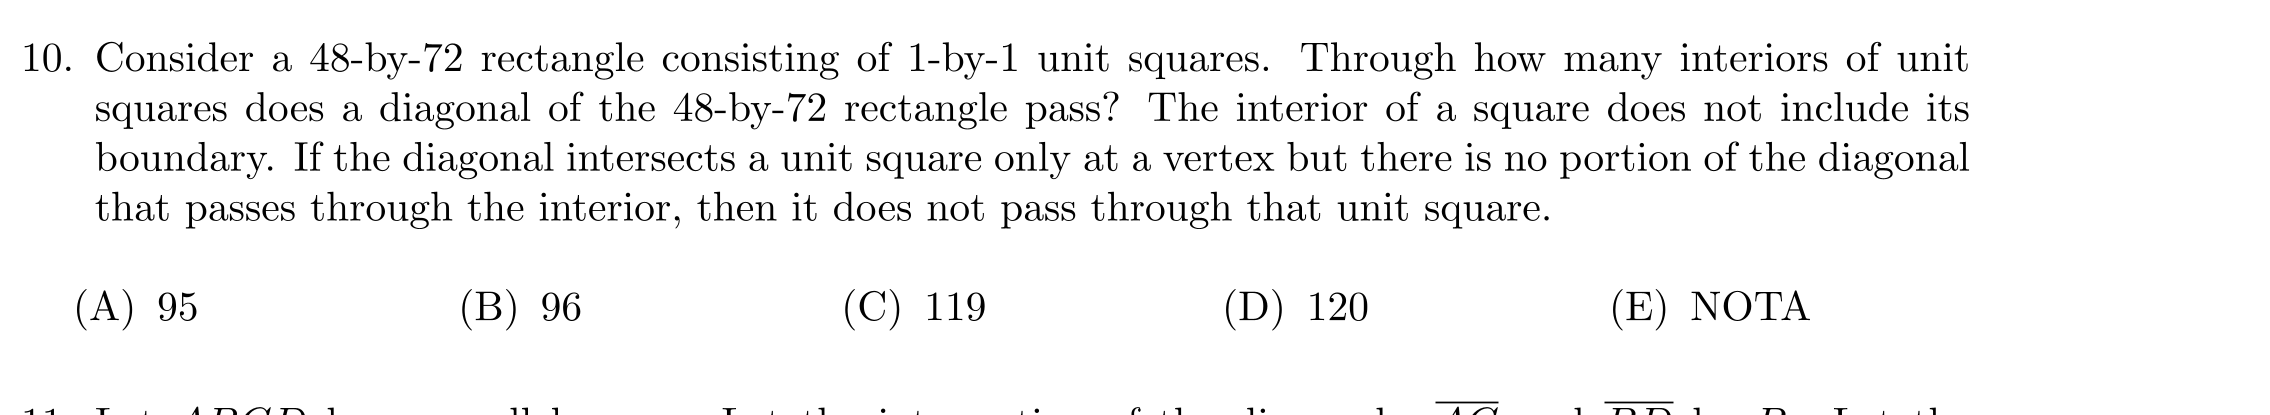 10. Consider a 48-by-72 rectangle consisting of 1-by-1 unit squares. Through how many interiors of unit
squares does a diagonal of the 48-by-72 rectangle pass? The interior of a square does not include its
boundary. If the diagonal intersects a unit square only at a vertex but there is no portion of the diagonal
that passes through the interior, then it does not pass through that unit square.
(A) 95 (B) 96 (C) 119 (D) 120 (E) NOTA